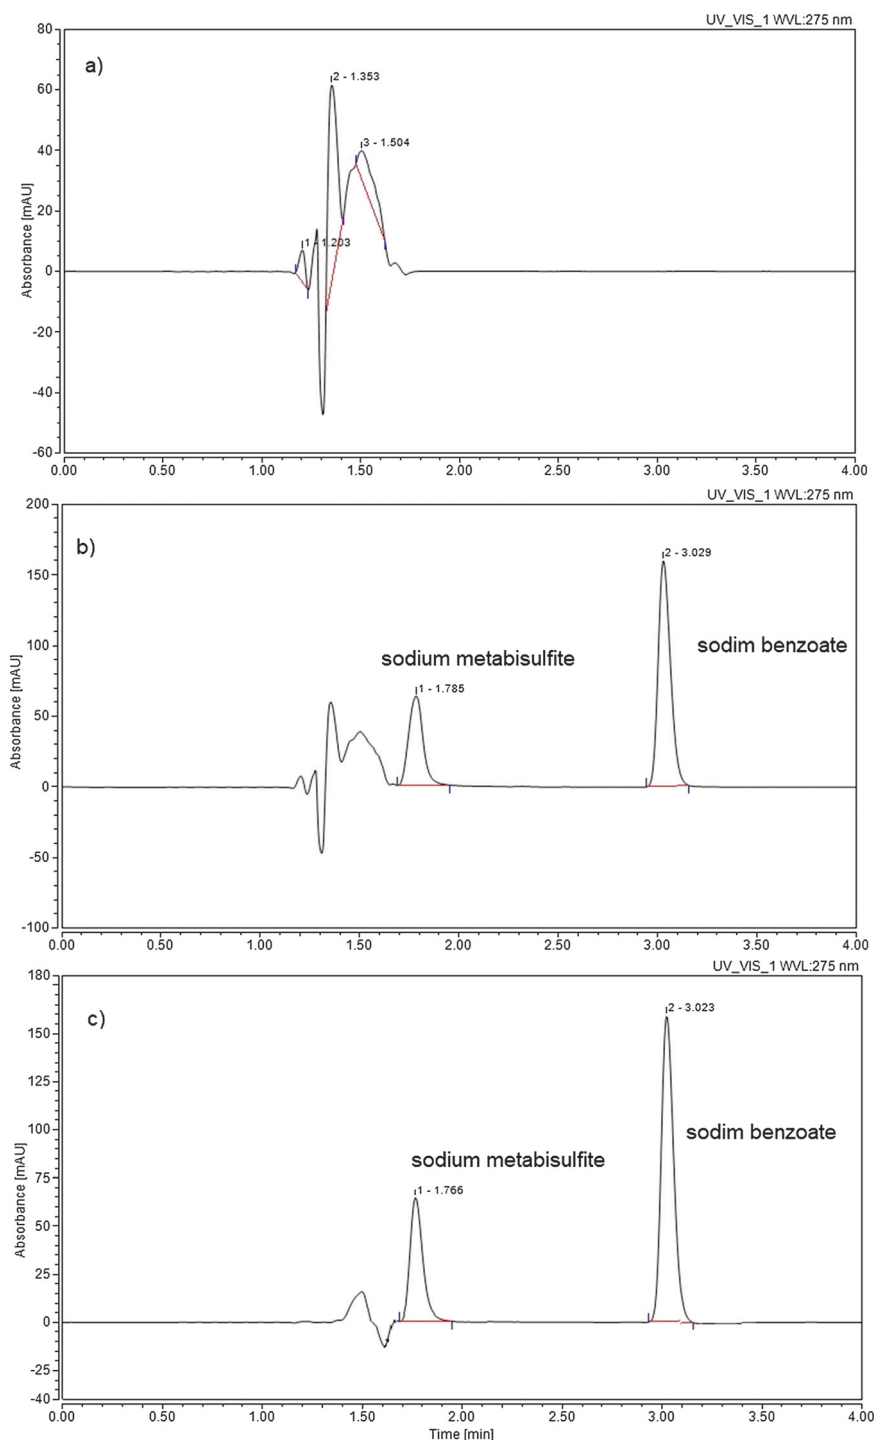 UV_VIS_1 WVL:275 nm
80
a)
2 - 1.353
60
3 - 1.504
40
20
1 - 1.203
0
-20
-40
-60
Absorbance [mAU]
0.00 0.50 1.00 1.50 2.00 2.50 3.00 3.50 4.00
UV_VIS_1 WVL:275 nm
200
b)
2 - 3.029
150
sodim benzoate
100
sodium metabisulfite
1 - 1.785
50
0
-50
-100
Absorbance [mAU]
0.00 0.50 1.00 1.50 2.00 2.50 3.00 3.50 4.00
UV_VIS_1 WVL:275 nm
180
c)
2 - 3.023
150
125
100
sodim benzoate
sodium metabisulfite
75
1 - 1.766
50
25
0
-25
-40
Absorbance [mAU]
0.00 0.50 1.00 1.50 2.00 2.50 3.00 3.50 4.00
Time [min]